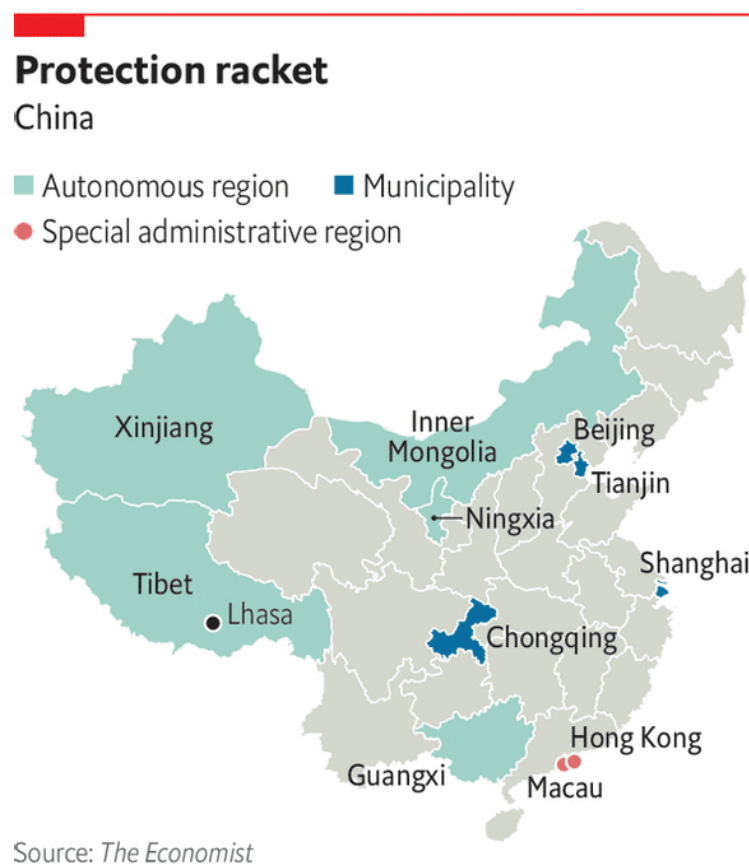 Protection racket
China
Autonomous region
Municipality
Special administrative region
Xinjiang
Inner
Mongolia
Beijing
Tianjin
Ningxia
Shanghai
Tibet
Lhasa
Chongqing
Hong Kong
Guangxi
Macau
Source: The Economist